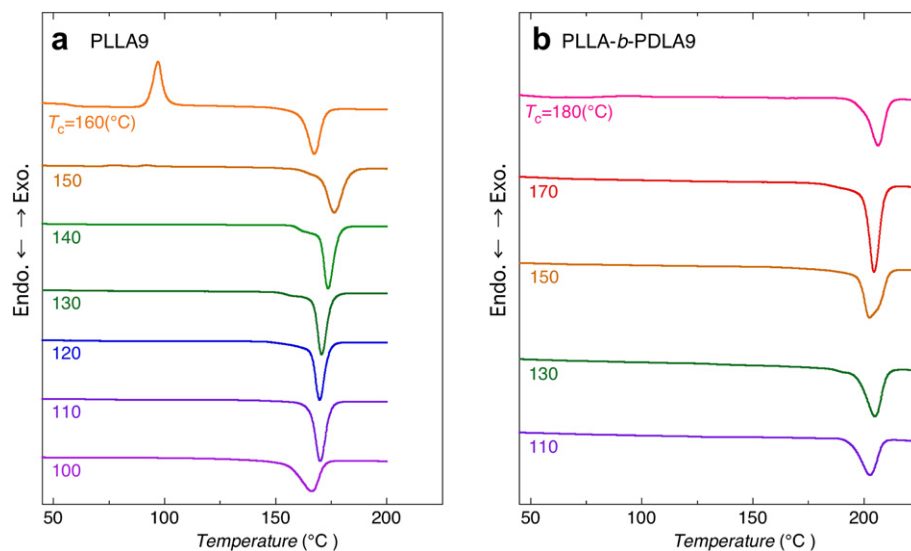 a PLLA9
Endo. ← → Exo.
Tc=160(°C)
150
140
130
120
110
100
50 100 150 200
Temperature (°C )
b PLLA-b-PDLA9
Endo. ← → Exo.
Tc=180(°C)
170
150
130
110
50 100 150 200
Temperature (°C )